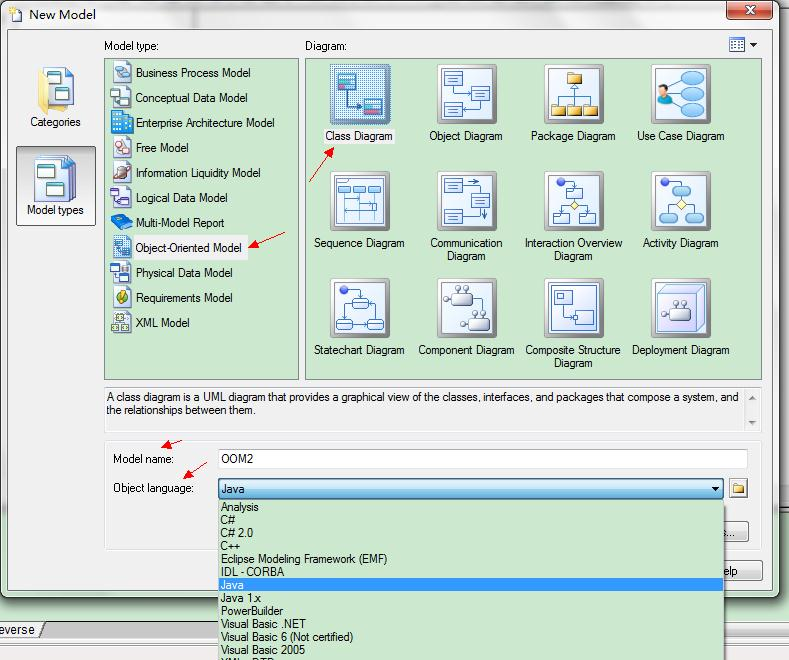 New Model
Model type:
Diagram:
Categories
Model types
Business Process Model
Conceptual Data Model
Enterprise Architecture Model
Free Model
Information Liquidity Model
Logical Data Model
Multi-Model Report
Object-Oriented Model
Physical Data Model
Requirements Model
XML Model
Class Diagram
Object Diagram
Package Diagram
Use Case Diagram
Sequence Diagram
Communication
Diagram
Interaction Overview
Diagram
Activity Diagram
Statechart Diagram
Component Diagram
Composite Structure
Diagram
Deployment Diagram
A class diagram is a UML diagram that provides a graphical view of the classes, interfaces, and packages that compose a system, and
the relationships between them.
Model name:
OOM2
Object language:
Java
Analysis
C#
C# 2.0
C++
Eclipse Modeling Framework (EMF)
IDL - CORBA
Java
Java 1.x
PowerBuilder
Visual Basic .NET
Visual Basic 6 (Not certified)
Visual Basic 2005
s...
elp
everse